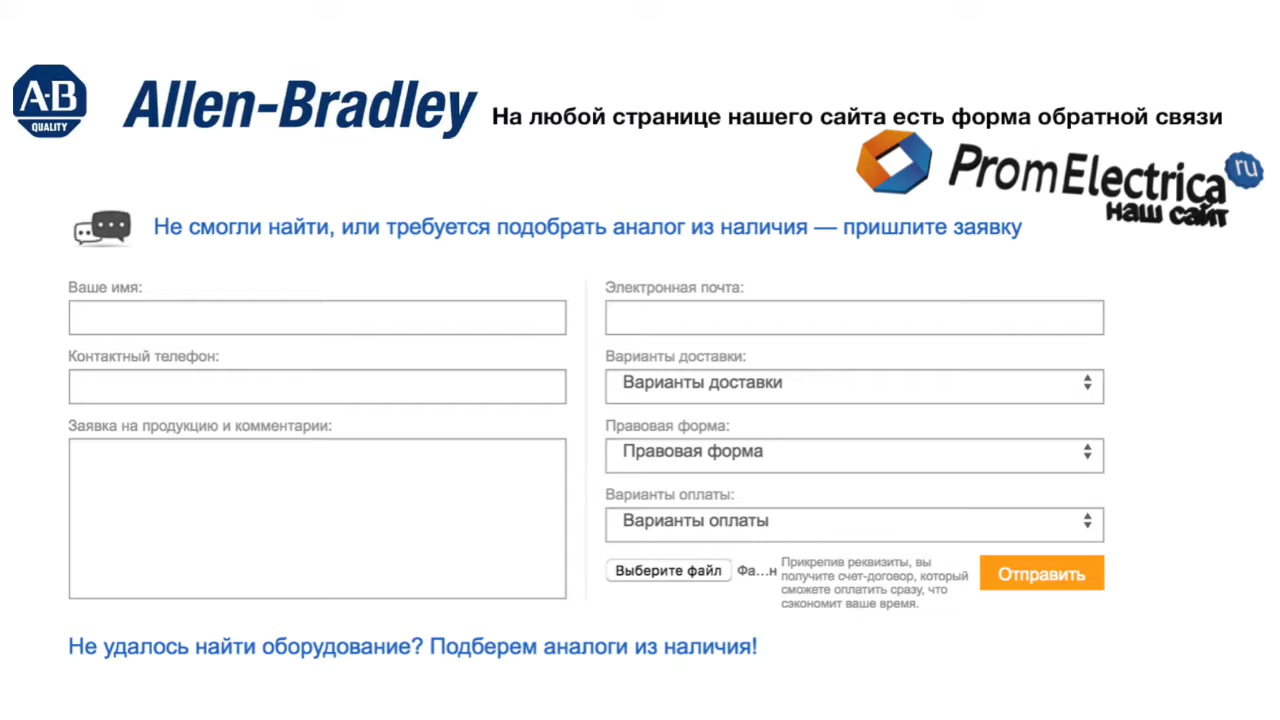 A-B
QUALITY
Allen-Bradley
На любой странице нашего сайта есть форма обратной связи
PromElectrica ru
наш сайт
Не смогли найти, или требуется подобрать аналог из наличия — пришлите заявку
Ваше имя:
Электронная почта:
Контактный телефон:
Варианты доставки:
Варианты доставки
Заявка на продукцию и комментарии:
Правовая форма:
Правовая форма
Варианты оплаты:
Варианты оплаты
Выберите файл Фа...н
Прикрепив реквизиты, вы
получите счет-договор, который
сможете оплатить сразу, что
сэкономит ваше время.
Отправить
Не удалось найти оборудование? Подберем аналоги из наличия!